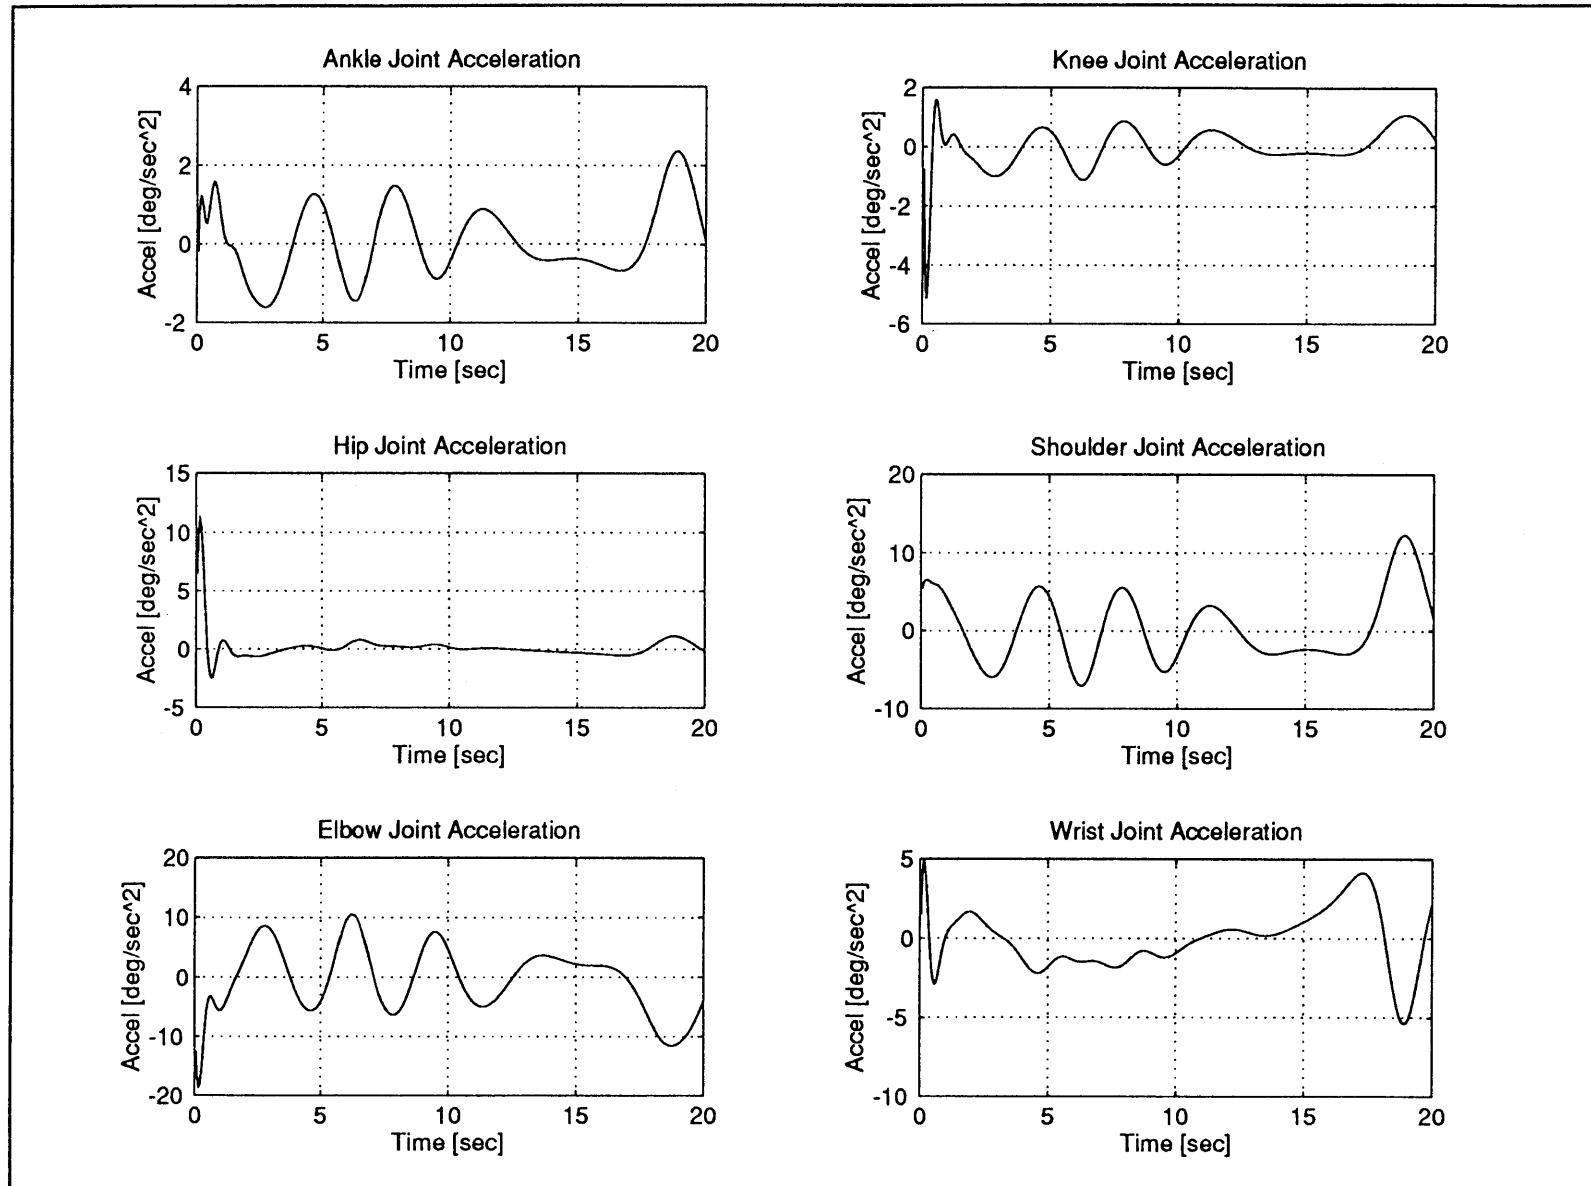 Ankle Joint Acceleration
4
2
0
-2
Accel [deg/sec^2]
0 5 10 15 20
Time [sec]
Knee Joint Acceleration
2
0
-2
-4
-6
Accel [deg/sec^2]
0 5 10 15 20
Time [sec]
Hip Joint Acceleration
15
10
5
0
-5
Accel [deg/sec^2]
0 5 10 15 20
Time [sec]
Shoulder Joint Acceleration
20
10
0
-10
Accel [deg/sec^2]
0 5 10 15 20
Time [sec]
Elbow Joint Acceleration
20
10
0
-10
-20
Accel [deg/sec^2]
0 5 10 15 20
Time [sec]
Wrist Joint Acceleration
5
0
-5
-10
Accel [deg/sec^2]
0 5 10 15 20
Time [sec]